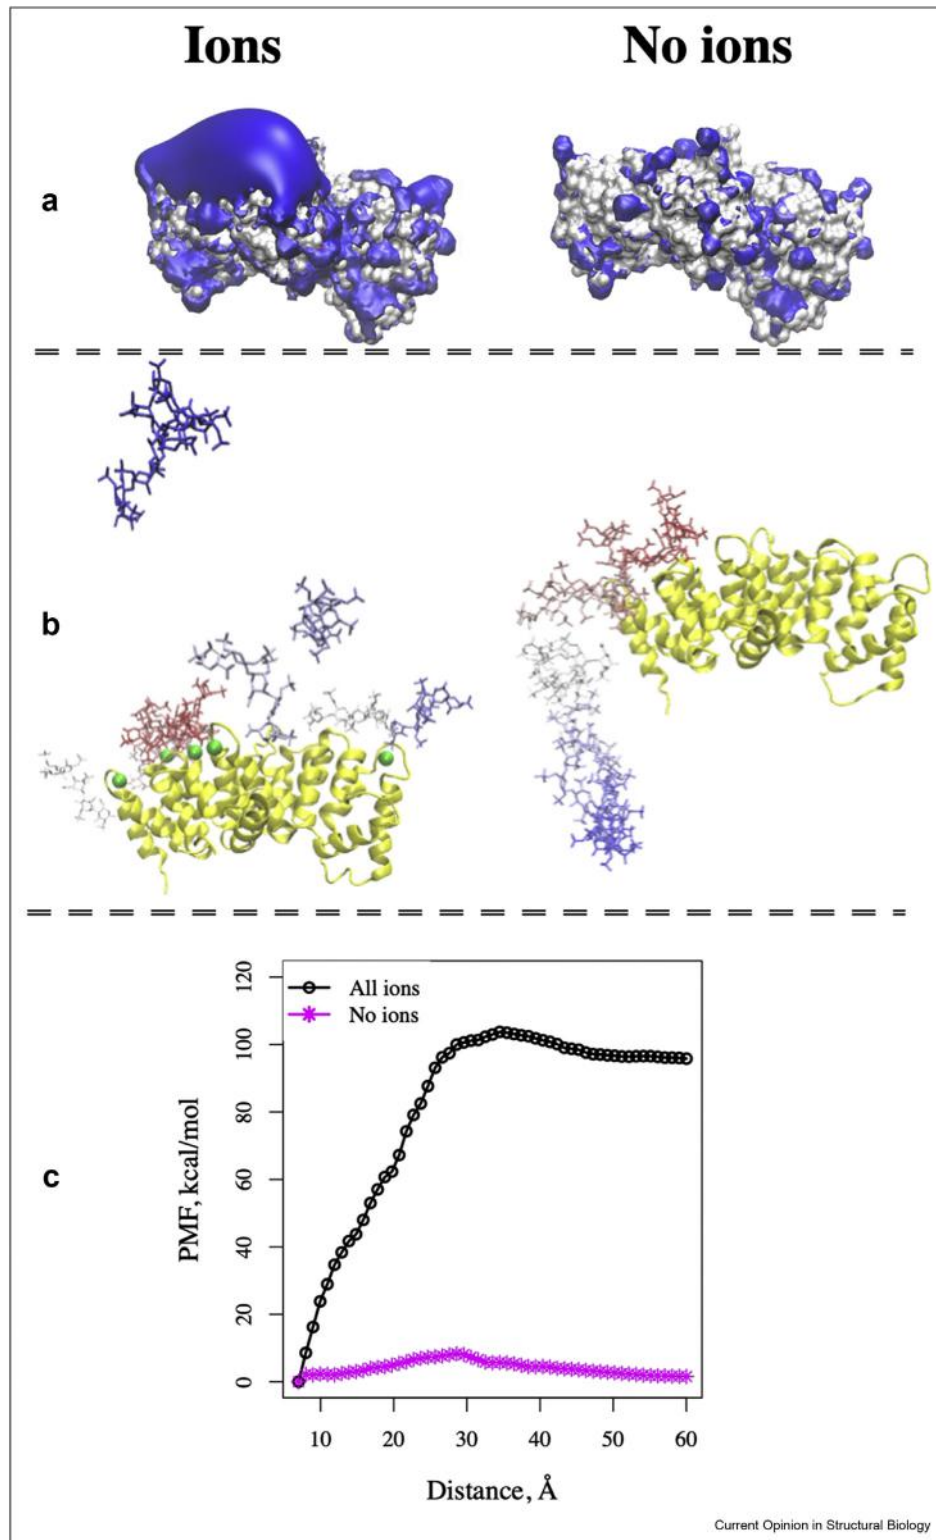 Ions No ions
a
b
c
All ions
No ions
PMF, kcal/mol
120
100
80
60
40
20
0
10 20 30 40 50 60
Distance, Å
Current Opinion in Structural Biology